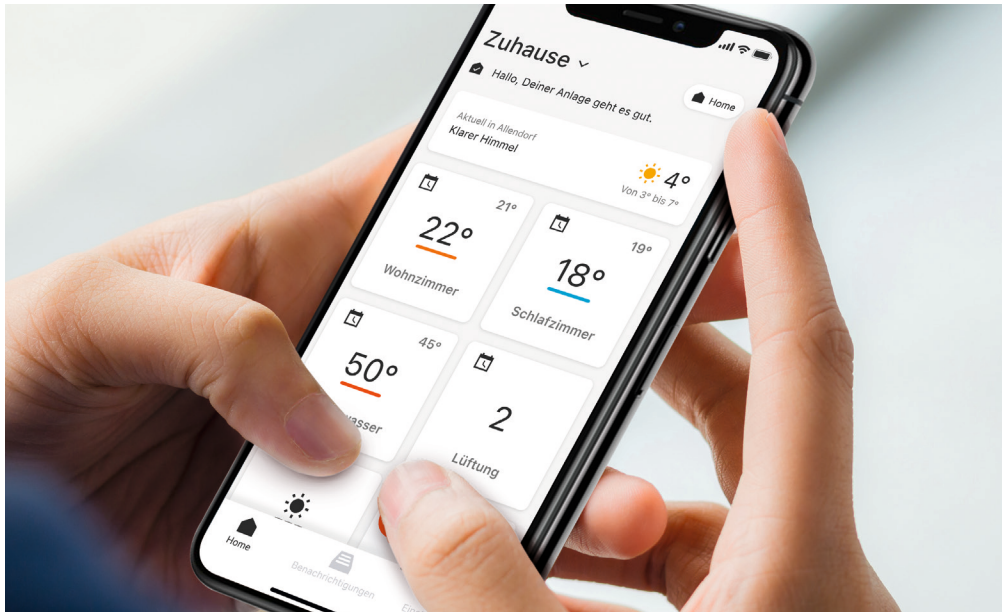 Zuhause
Hallo, Deiner Anlage geht es gut.
Home
Aktuell in Allendorf
Klarer Himmel
4°
Von 3° bis 7°
21°
22°
Wohnzimmer
19°
18°
Schlafzimmer
45°
50°
2
Lüftung
Home
Benachrichtigungen